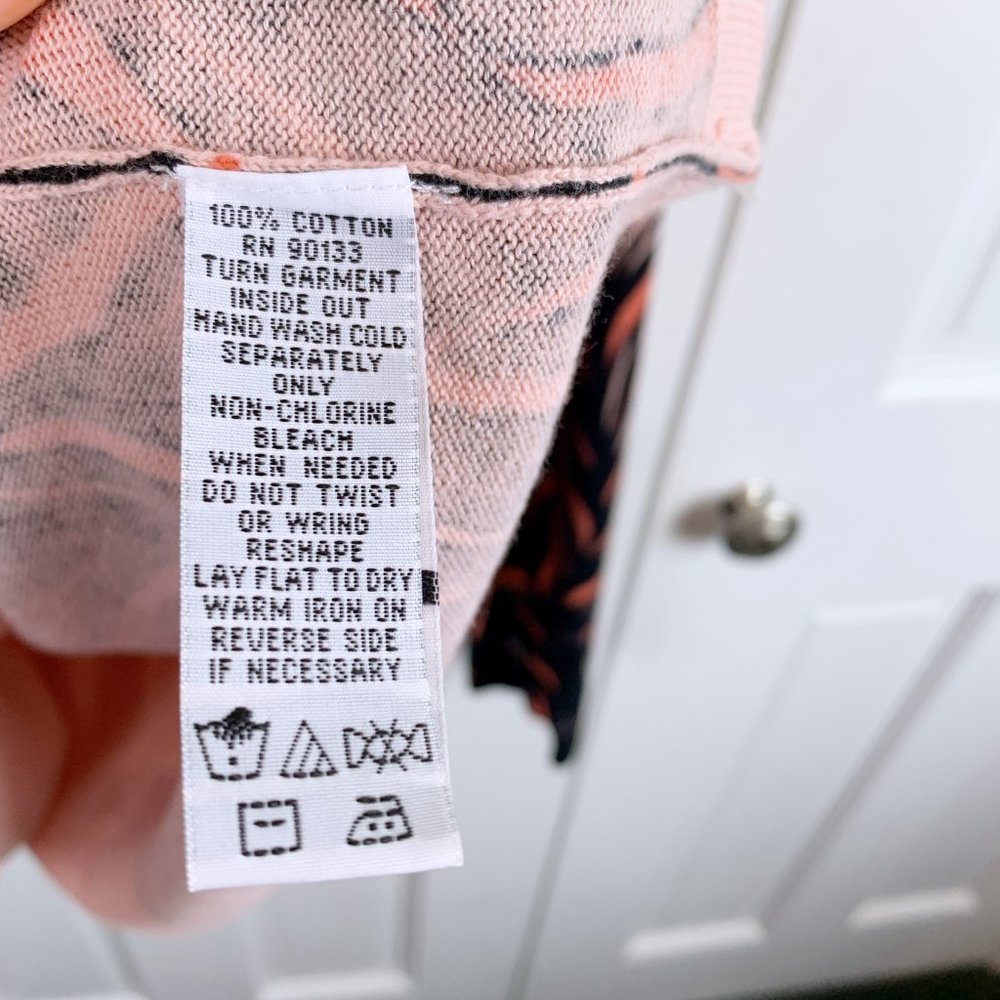 100% COTTON
RN 90133
TURN GARMENT
INSIDE OUT
HAND WASH COLD
SEPARATELY
ONLY
NON-CHLORINE
BLEACH
WHEN NEEDED
DO NOT TWIST
OR WRING
RESHAPE
LAY FLAT TO DRY
WARM IRON ON
REVERSE SIDE
IF NECESSARY